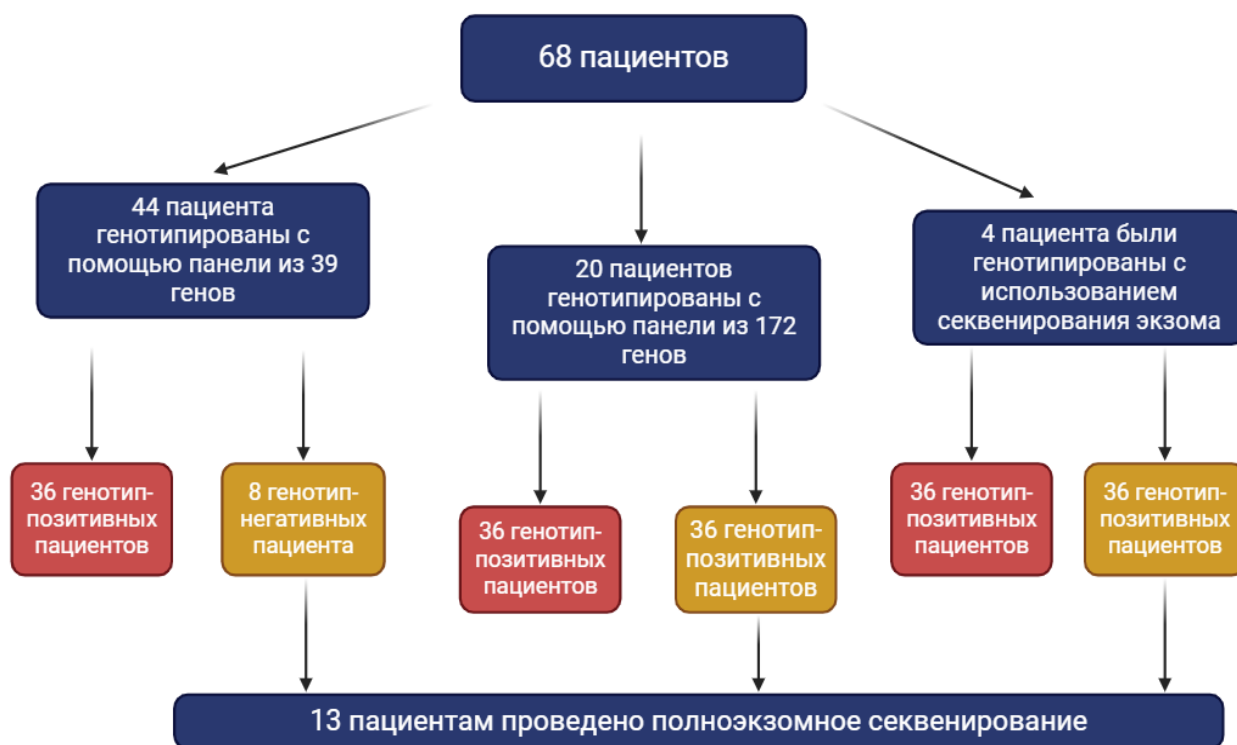 68 пациентов
44 пациента
генотипированы с
помощью панели из 39
генов
20 пациентов
генотипированы с
помощью панели из 172
генов
4 пациента были
генотипированы с
использованием
секвенирования экзома
36 генотип-
позитивных
пациентов
8 генотип-
негативных
пациента
36 генотип-
позитивных
пациентов
36 генотип-
позитивных
пациентов
36 генотип-
позитивных
пациентов
36 генотип-
позитивных
пациентов
13 пациентам проведено полноэкзомное секвенирование